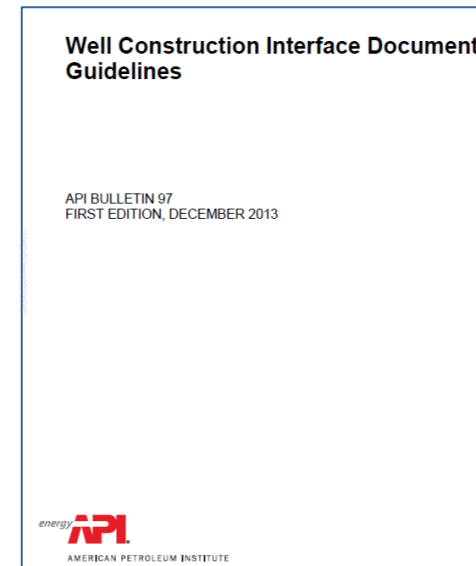 Well Construction Interface Document
Guidelines
API BULLETIN 97
FIRST EDITION, DECEMBER 2013
energy API
AMERICAN PETROLEUM INSTITUTE